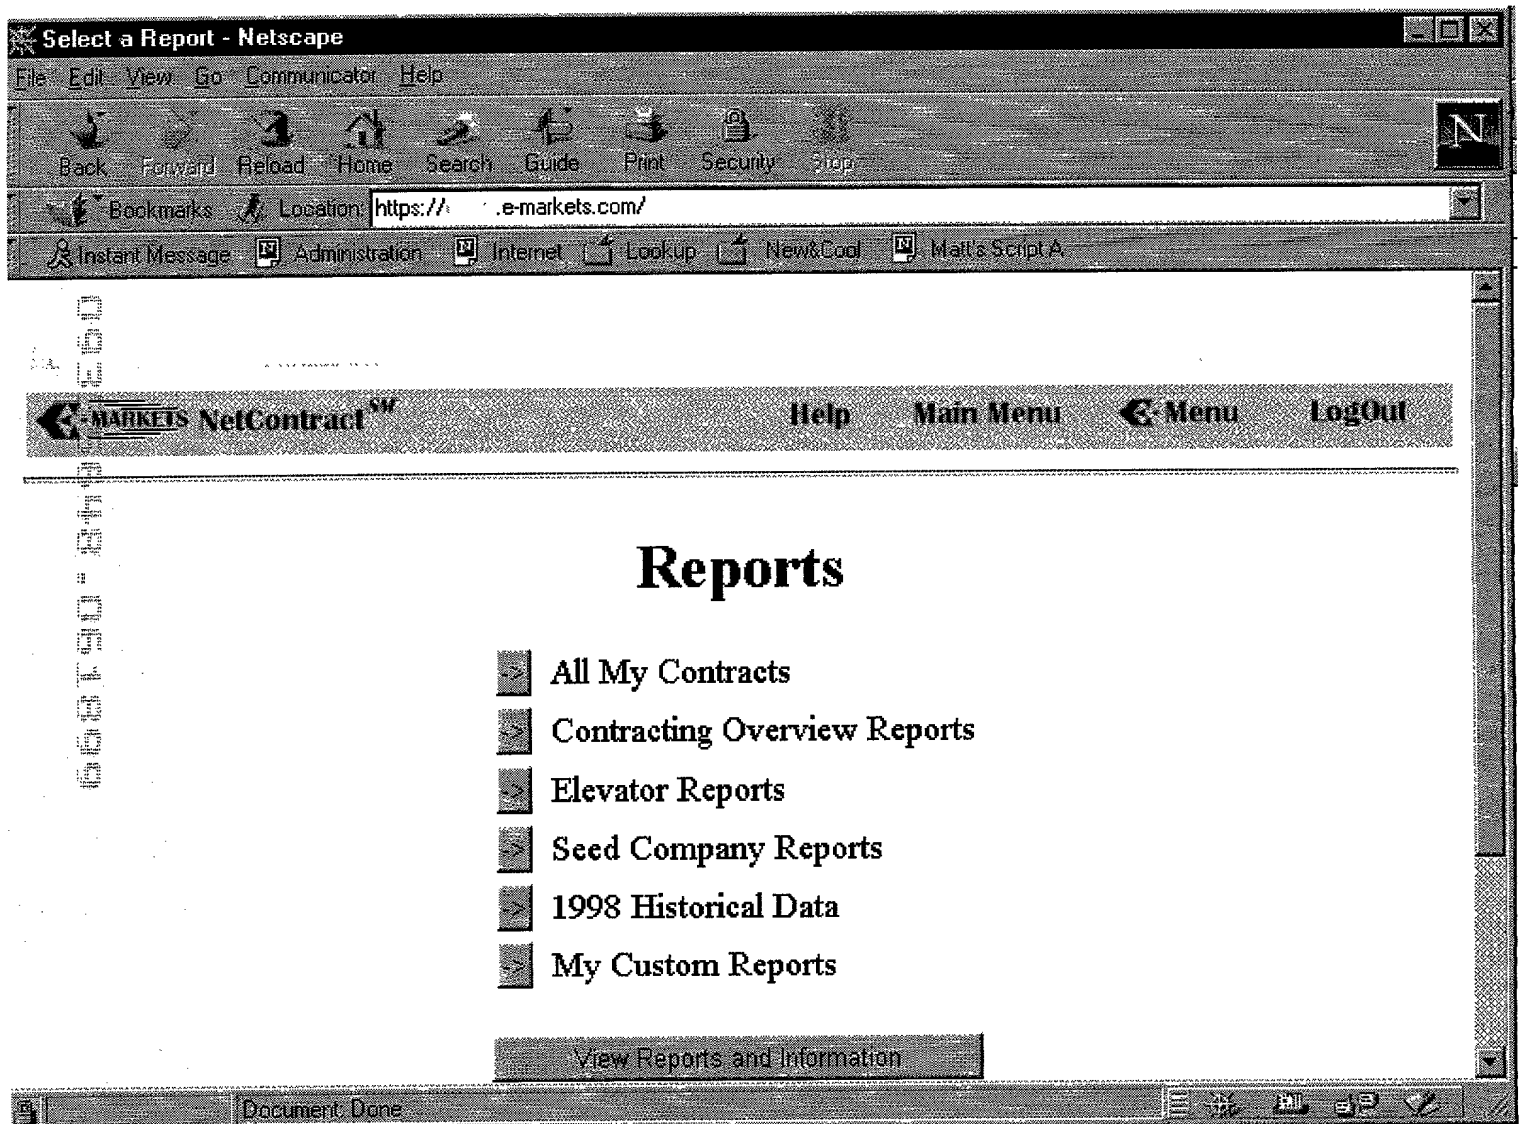 Select a Report - Netscape
File Edit View Go Communicator Help
Back Forward Reload Home Search Guide Print Security Stop
Bookmarks Location: https:// .e-markets.com/
Instant Message Administration Internet Lookup New&Cool Matt's Script A
E-MARKETS NetContract SM Help Main Menu E-Menu LogOut
Reports
-> All My Contracts
-> Contracting Overview Reports
-> Elevator Reports
-> Seed Company Reports
-> 1998 Historical Data
-> My Custom Reports
View Reports and Information
Document: Done